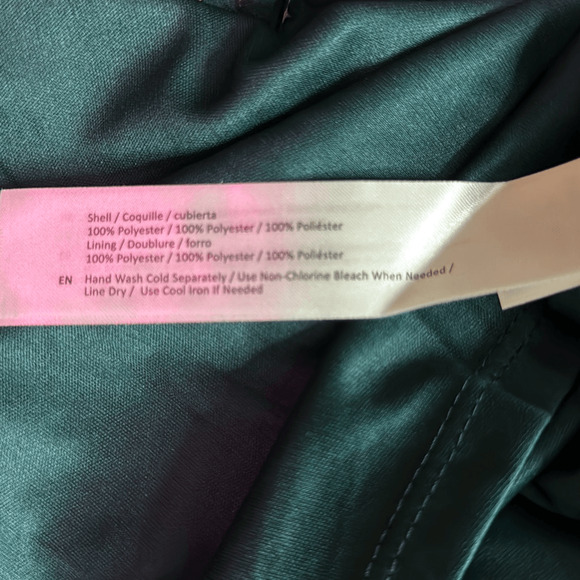 Shell / Coquille / cubierta
100% Polyester / 100% Polyester / 100% Poliéster
Lining / Doublure / forro
100% Polyester / 100% Polyester / 100% Poliéster
EN Hand Wash Cold Separately / Use Non-Chlorine Bleach When Needed /
Line Dry / Use Cool Iron If Needed